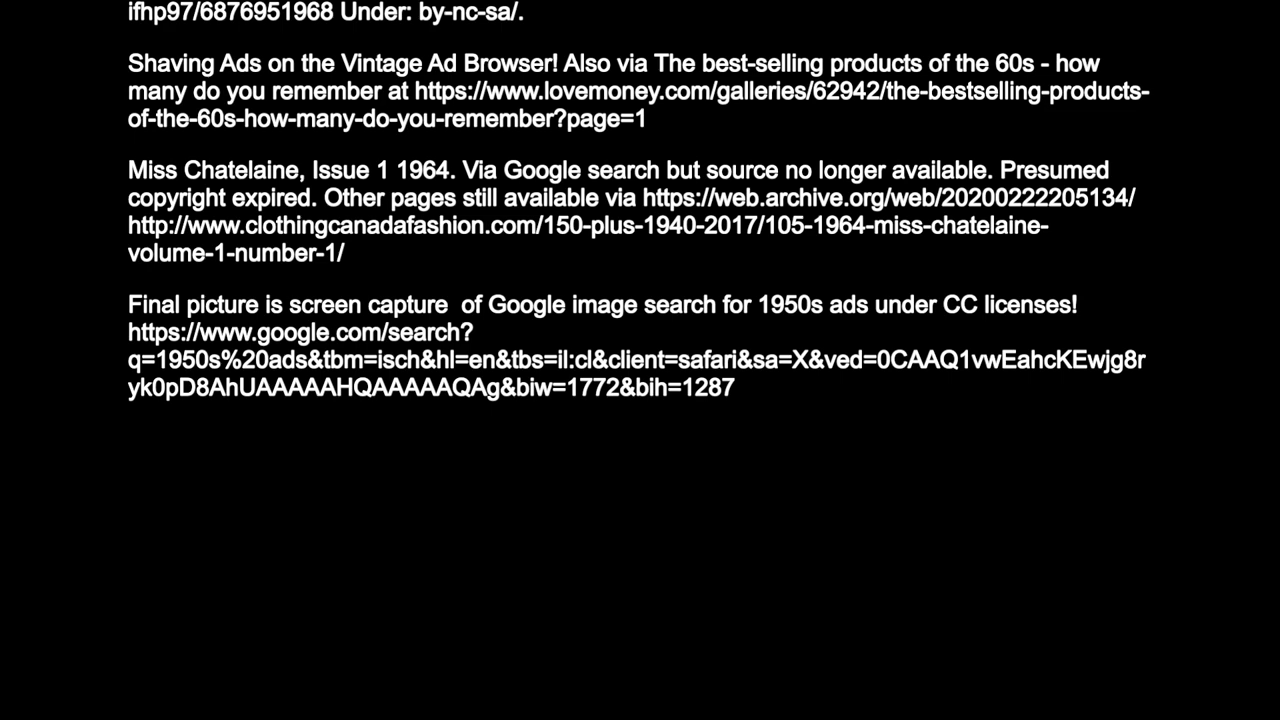 ifhp97/6876951968 Under: by-nc-sa/.
Shaving Ads on the Vintage Ad Browser! Also via The best-selling products of the 60s - how
many do you remember at https://www.lovemoney.com/galleries/62942/the-bestselling-products-
of-the-60s-how-many-do-you-remember?page=1
Miss Chatelaine, Issue 1 1964. Via Google search but source no longer available. Presumed
copyright expired. Other pages still available via https://web.archive.org/web/20200222205134/
http://www.clothingcanadafashion.com/150-plus-1940-2017/105-1964-miss-chatelaine-
volume-1-number-1/
Final picture is screen capture  of Google image search for 1950s ads under CC licenses!
https://www.google.com/search?
q=1950s%20ads&tbm=isch&hl=en&tbs=il:cl&client=safari&sa=X&ved=0CAAQ1vwEahcKEwjg8r
yk0pD8AhUAAAAAHQAAAAAQAg&biw=1772&bih=1287